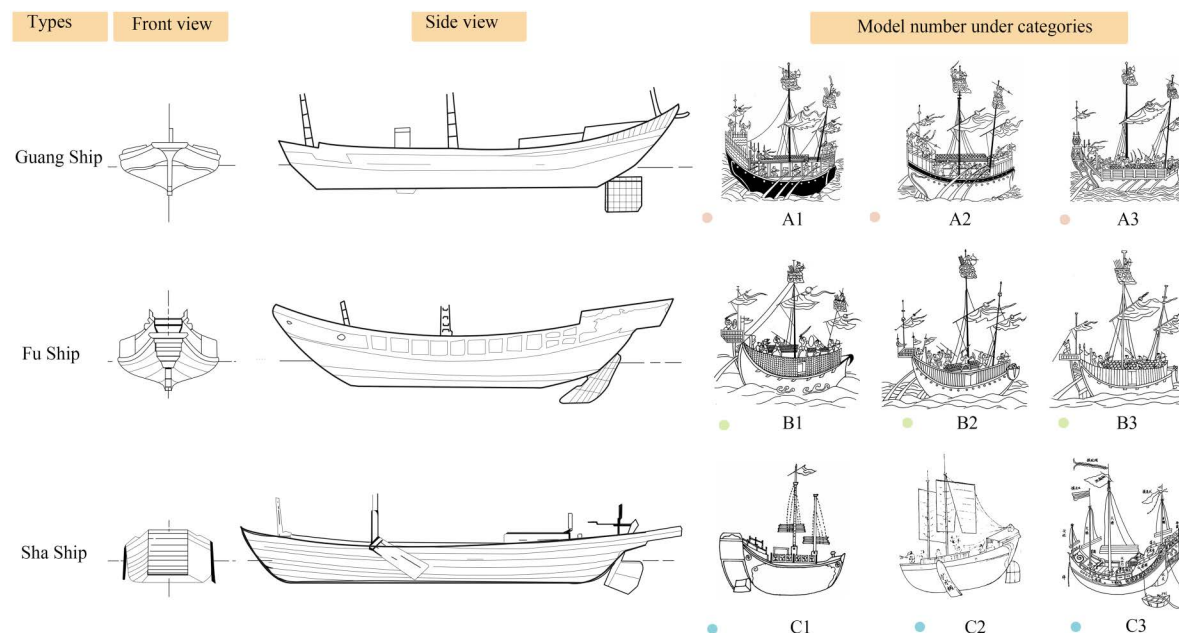 Types
Front view
Side view
Model number under categories
Guang Ship
A1
A2
A3
Fu Ship
B1
B2
B3
Sha Ship
C1
C2
C3